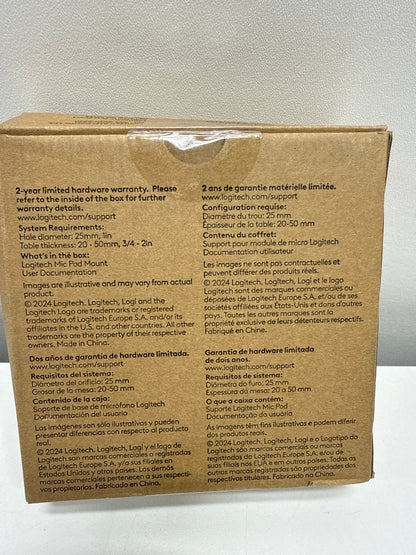 2-year limited hardware warranty. Please
refer to the inside of the box for further
warranty details.
www.logitech.com/support
System Requirements:
Hole diameter: 25mm, 1in
Table thickness: 20 - 50mm, 3/4 - 2in
What's in the box:
Logitech Mic Pod Mount
User Documentation
Images are illustrative and may vary from actual
product.
© 2024 Logitech, Logitech, Logi and the
Logitech Logo are trademarks or registered
trademarks of Logitech Europe S.A. and/or its
affiliates in the U.S. and other countries. All other
trademarks are the property of their respective
owners. Made in China.
2 ans de garantie matérielle limitée.
www.logitech.com/support
Configuration requise:
Diamètre du trou: 25 mm
Épaisseur de la table: 20-50 mm
Contenu du coffret:
Support pour module de micro Logitech
Documentation utilisateur
Les images ne sont pas contractuelles et
peuvent différer des produits réels.
© 2024 Logitech. Logitech, Logi et le logo
Logitech sont des marques commerciales ou
déposées de Logitech Europe S.A. et/ou de ses
sociétés affiliées aux États-Unis et dans d'autres
pays. Toutes les autres marques sont la
propriété exclusive de leurs détenteurs respectifs.
Fabriqué en Chine.
Dos años de garantía de hardware limitada.
www.logitech.com/support
Requisitos del sistema:
Diámetro del orificio: 25 mm
Grosor de la mesa: 20-50 mm
Contenido de la caja:
Soporte de base de micrófono Logitech
Documentación del usuario
Las imágenes son sólo ilustrativas y pueden
presentar diferencias con respecto al producto
real.
© 2024 Logitech, Logitech, Logi y el logo de
Logitech son marcas comerciales o registradas
de Logitech Europe S.A. y/o sus filiales en
Estados Unidos y otros países. Las demás
marcas comerciales pertenecen a sus respecti-
vos propietarios. Fabricado en China.
Garantia de hardware limitada
de dois anos.
www.logitech.com/support
Requisitos de sistema:
Diâmetro do furo: 25 mm.
Espessura da mesa: 20 a 50 mm.
O que a caixa contém:
Suporte Logitech Mic Pod
Documentação do usuário
As imagens têm fins ilustrativos e podem diferir
dos produtos reais.
© 2024 Logitech. Logitech, Logi e o Logotipo da
Logitech são marcas comerciais ou marcas
registradas da Logitech Europe S.A. e/ou em
suas filiais nos EUA e em outros países. Todas as
outras marcas registradas são propriedades dos
respectivos titulares. Fabricado na China.